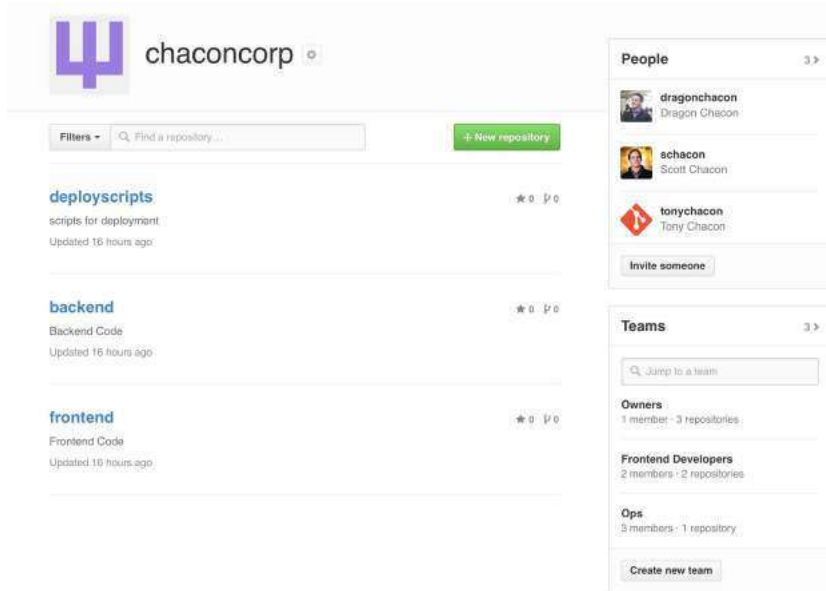 chaoncorp
Filters
Find a repository…
+ New repository
deployscripts
0 0
scripts for deployment
Updated 16 hours ago
backend
0 0
Backend Code
Updated 16 hours ago
frontend
0 0
Frontend Code
Updated 16 hours ago
People 3
dragonchacon
Dragon Chacon
schacon
Scott Chacon
tonychacon
Tony Chacon
Invite someone
Teams 3
Jump to a team
Owners
1 member · 3 repositories
Frontend Developers
2 members · 2 repositories
Ops
3 members · 1 repository
Create new team